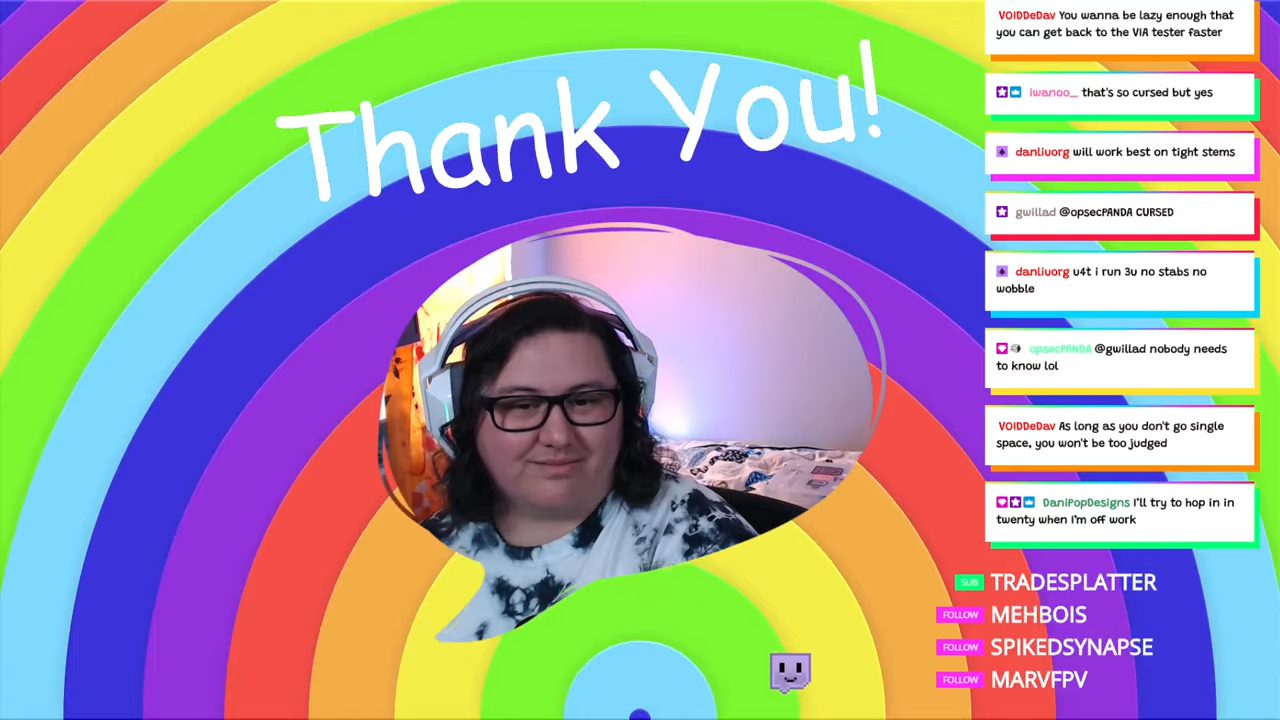 Thank You!
VOIDDeDav You wanna be lazy enough that
you can get back to the VIA tester faster
iwanoo_ that's so cursed but yes
danliuorg will work best on tight stems
gwillad @opsecPANDA CURSED
danliuorg u4t i run 3u no stabs no
wobble
opsecPANDA @gwillad nobody needs
to know lol
VOIDDeDav As long as you don't go single
space, you won't be too judged
DaniPopDesigns I'll try to hop in in
twenty when I'm off work
SUB TRADESPLATTER
FOLLOW MEHBOIS
FOLLOW SPIKEDSYNAPSE
FOLLOW MARVFPV